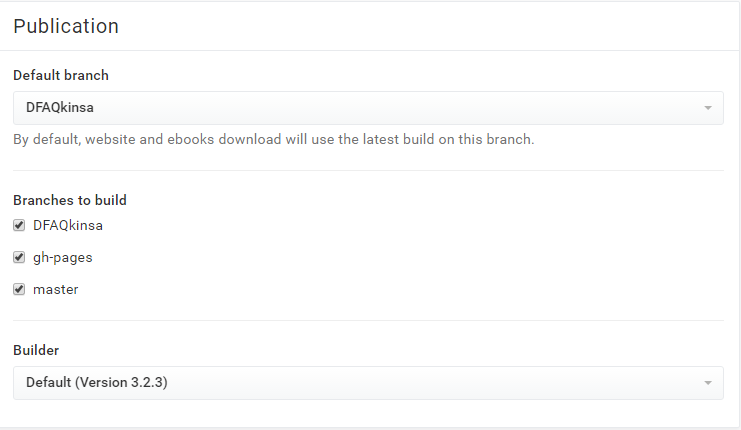 Publication
Default branch
DFAQkinsa
By default, website and ebooks download will use the latest build on this branch.
Branches to build
DFAQkinsa
gh-pages
master
Builder
Default (Version 3.2.3)